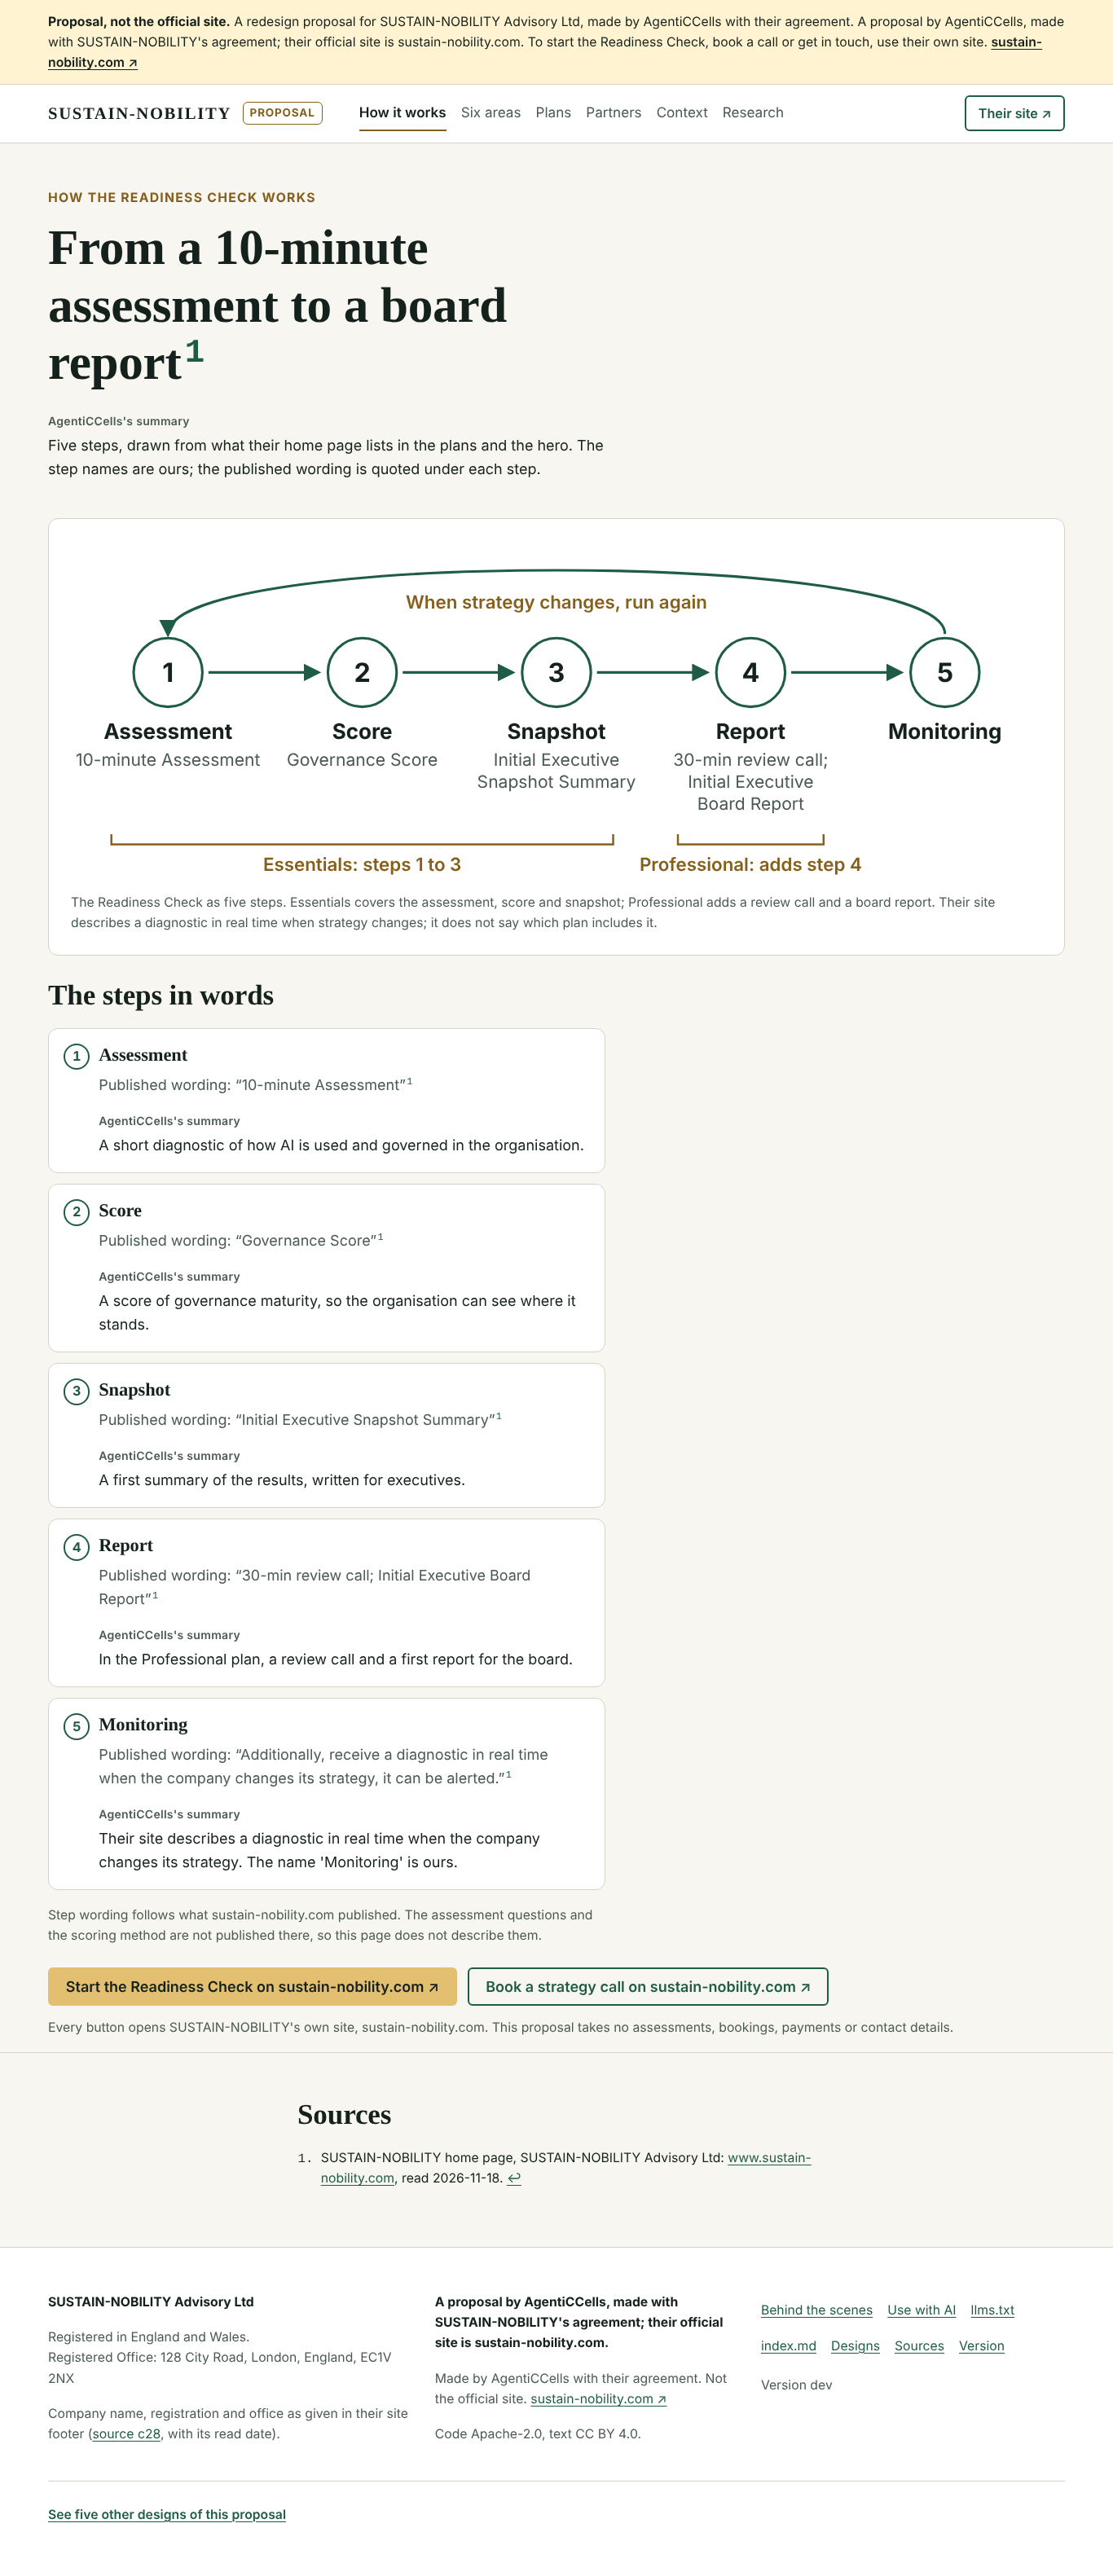 Proposal, not the official site. A redesign proposal for SUSTAIN-NOBILITY Advisory Ltd, made by AgentiCCells with their agreement. A proposal by AgentiCCells, made
with SUSTAIN-NOBILITY's agreement; their official site is sustain-nobility.com. To start the Readiness Check, book a call or get in touch, use their own site. sustain-
nobility.com ↗
SUSTAIN-NOBILITY PROPOSAL How it works Six areas Plans Partners Context Research Their site ↗
HOW THE READINESS CHECK WORKS
From a 10-minute
assessment to a board
report¹
AgentiCCells's summary
Five steps, drawn from what their home page lists in the plans and the hero. The
step names are ours; the published wording is quoted under each step.
When strategy changes, run again
1 2 3 4 5
Assessment Score Snapshot Report Monitoring
10-minute Assessment Governance Score Initial Executive 30-min review call;
Snapshot Summary Initial Executive
Board Report
Essentials: steps 1 to 3 Professional: adds step 4
The Readiness Check as five steps. Essentials covers the assessment, score and snapshot; Professional adds a review call and a board report. Their site
describes a diagnostic in real time when strategy changes; it does not say which plan includes it.
The steps in words
1 Assessment
Published wording: “10-minute Assessment”¹
AgentiCCells's summary
A short diagnostic of how AI is used and governed in the organisation.
2 Score
Published wording: “Governance Score”¹
AgentiCCells's summary
A score of governance maturity, so the organisation can see where it
stands.
3 Snapshot
Published wording: “Initial Executive Snapshot Summary”¹
AgentiCCells's summary
A first summary of the results, written for executives.
4 Report
Published wording: “30-min review call; Initial Executive Board
Report”¹
AgentiCCells's summary
In the Professional plan, a review call and a first report for the board.
5 Monitoring
Published wording: “Additionally, receive a diagnostic in real time
when the company changes its strategy, it can be alerted.”¹
AgentiCCells's summary
Their site describes a diagnostic in real time when the company
changes its strategy. The name 'Monitoring' is ours.
Step wording follows what sustain-nobility.com published. The assessment questions and
the scoring method are not published there, so this page does not describe them.
Start the Readiness Check on sustain-nobility.com ↗ Book a strategy call on sustain-nobility.com ↗
Every button opens SUSTAIN-NOBILITY's own site, sustain-nobility.com. This proposal takes no assessments, bookings, payments or contact details.
Sources
1. SUSTAIN-NOBILITY home page, SUSTAIN-NOBILITY Advisory Ltd: www.sustain-
nobility.com, read 2026-11-18. ↩
SUSTAIN-NOBILITY Advisory Ltd
Registered in England and Wales.
Registered Office: 128 City Road, London, England, EC1V
2NX
Company name, registration and office as given in their site
footer (source c28, with its read date).
A proposal by AgentiCCells, made with
SUSTAIN-NOBILITY's agreement; their official
site is sustain-nobility.com.
Made by AgentiCCells with their agreement. Not
the official site. sustain-nobility.com ↗
Code Apache-2.0, text CC BY 4.0.
Behind the scenes Use with AI llms.txt
index.md Designs Sources Version
Version dev
See five other designs of this proposal